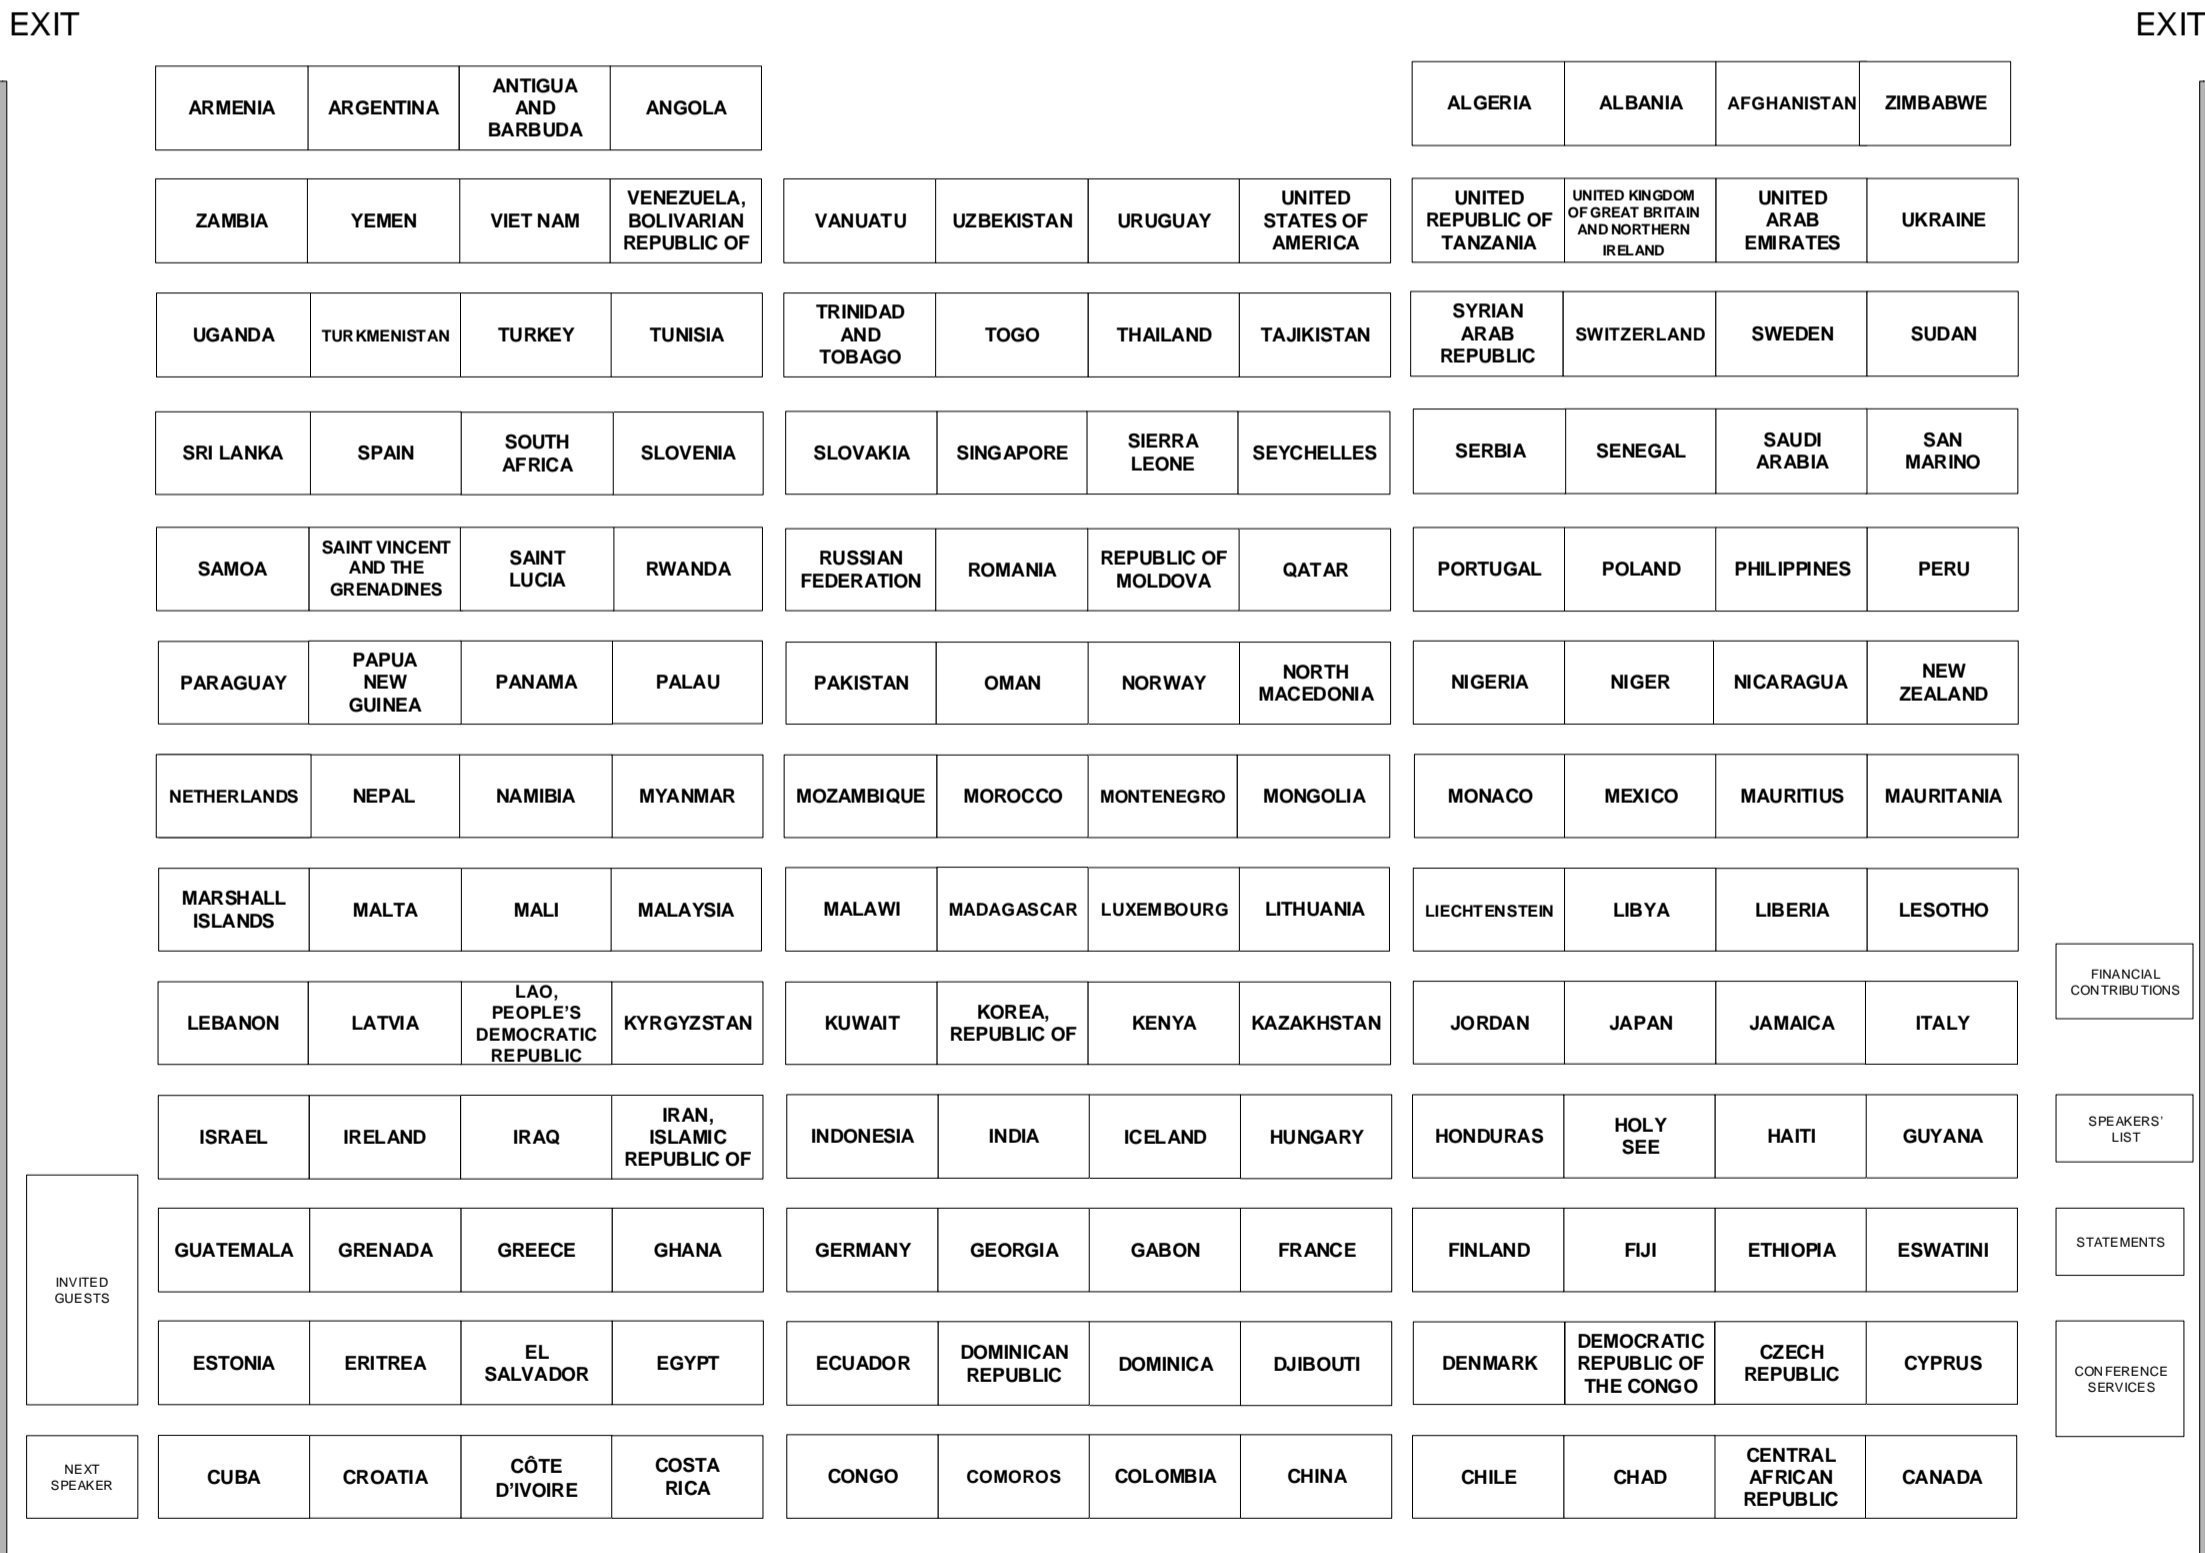 EXIT
EXIT
ARMENIA
ARGENTINA
ANTIGUA
AND
BARBUDA
ANGOLA
ALGERIA
ALBANIA
AFGHANISTAN
ZIMBABWE
ZAMBIA
YEMEN
VIET NAM
VENEZUELA,
BOLIVARIAN
REPUBLIC OF
VANUATU
UZBEKISTAN
URUGUAY
UNITED
STATES OF
AMERICA
UNITED
REPUBLIC OF
TANZANIA
UNITED KINGDOM
OF GREAT BRITAIN
AND NORTHERN
IRELAND
UNITED
ARAB
EMIRATES
UKRAINE
UGANDA
TURKMENISTAN
TURKEY
TUNISIA
TRINIDAD
AND
TOBAGO
TOGO
THAILAND
TAJIKISTAN
SYRIAN
ARAB
REPUBLIC
SWITZERLAND
SWEDEN
SUDAN
SRI LANKA
SPAIN
SOUTH
AFRICA
SLOVENIA
SLOVAKIA
SINGAPORE
SIERRA
LEONE
SEYCHELLES
SERBIA
SENEGAL
SAUDI
ARABIA
SAN
MARINO
SAMOA
SAINT VINCENT
AND THE
GRENADINES
SAINT
LUCIA
RWANDA
RUSSIAN
FEDERATION
ROMANIA
REPUBLIC OF
MOLDOVA
QATAR
PORTUGAL
POLAND
PHILIPPINES
PERU
PARAGUAY
PAPUA
NEW
GUINEA
PANAMA
PALAU
PAKISTAN
OMAN
NORWAY
NORTH
MACEDONIA
NIGERIA
NIGER
NICARAGUA
NEW
ZEALAND
NETHERLANDS
NEPAL
NAMIBIA
MYANMAR
MOZAMBIQUE
MOROCCO
MONTENEGRO
MONGOLIA
MONACO
MEXICO
MAURITIUS
MAURITANIA
MARSHALL
ISLANDS
MALTA
MALI
MALAYSIA
MALAWI
MADAGASCAR
LUXEMBOURG
LITHUANIA
LIECHTENSTEIN
LIBYA
LIBERIA
LESOTHO
FINANCIAL
CONTRIBUTIONS
LEBANON
LATVIA
LAO,
PEOPLE'S
DEMOCRATIC
REPUBLIC
KYRGYZSTAN
KUWAIT
KOREA,
REPUBLIC OF
KENYA
KAZAKHSTAN
JORDAN
JAPAN
JAMAICA
ITALY
ISRAEL
IRELAND
IRAQ
IRAN,
ISLAMIC
REPUBLIC OF
INDONESIA
INDIA
ICELAND
HUNGARY
HONDURAS
HOLY
SEE
HAITI
GUYANA
SPEAKERS'
LIST
INVITED
GUESTS
GUATEMALA
GRENADA
GREECE
GHANA
GERMANY
GEORGIA
GABON
FRANCE
FINLAND
FIJI
ETHIOPIA
ESWATINI
STATEMENTS
ESTONIA
ERITREA
EL
SALVADOR
EGYPT
ECUADOR
DOMINICAN
REPUBLIC
DOMINICA
DJIBOUTI
DENMARK
DEMOCRATIC
REPUBLIC OF
THE CONGO
CZECH
REPUBLIC
CYPRUS
CONFERENCE
SERVICES
NEXT
SPEAKER
CUBA
CROATIA
CÔTE
D'IVOIRE
COSTA
RICA
CONGO
COMOROS
COLOMBIA
CHINA
CHILE
CHAD
CENTRAL
AFRICAN
REPUBLIC
CANADA